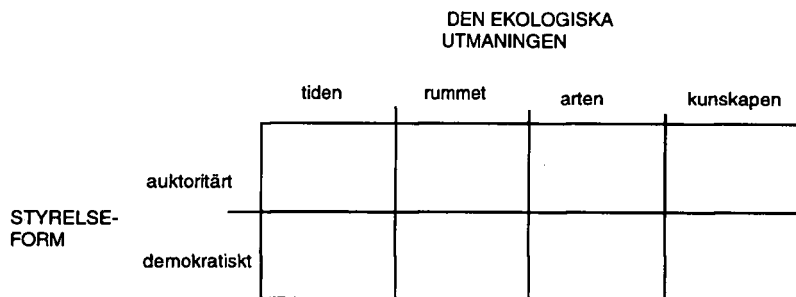 DEN EKOLOGISKA
UTMANINGEN
tiden rummet arten kunskapen
auktoritärt
STYRELSE-
FORM
demokratiskt